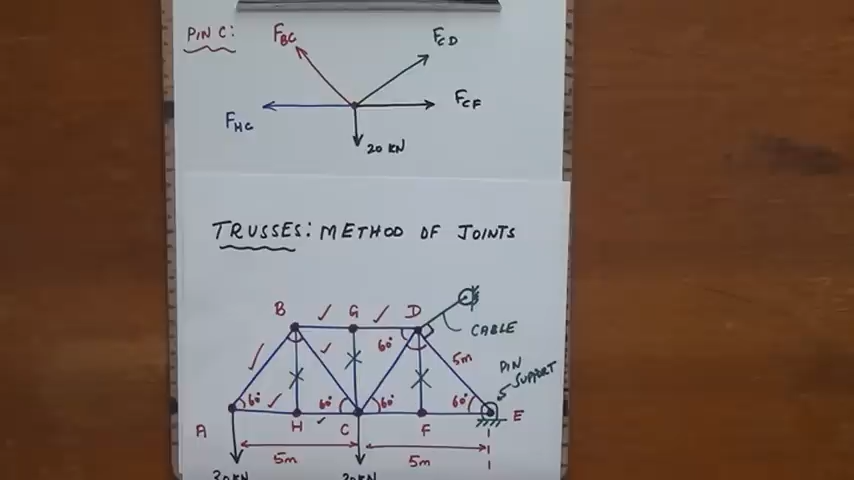 PIN C:
FBC
FCD
FHC
FCF
20 KN
TRUSSES: METHOD OF JOINTS
B
G
D
CABLE
60°
5m
PIN
SUPPORT
60°
60°
60°
60°
A
H
C
F
E
5m
5m
20KN